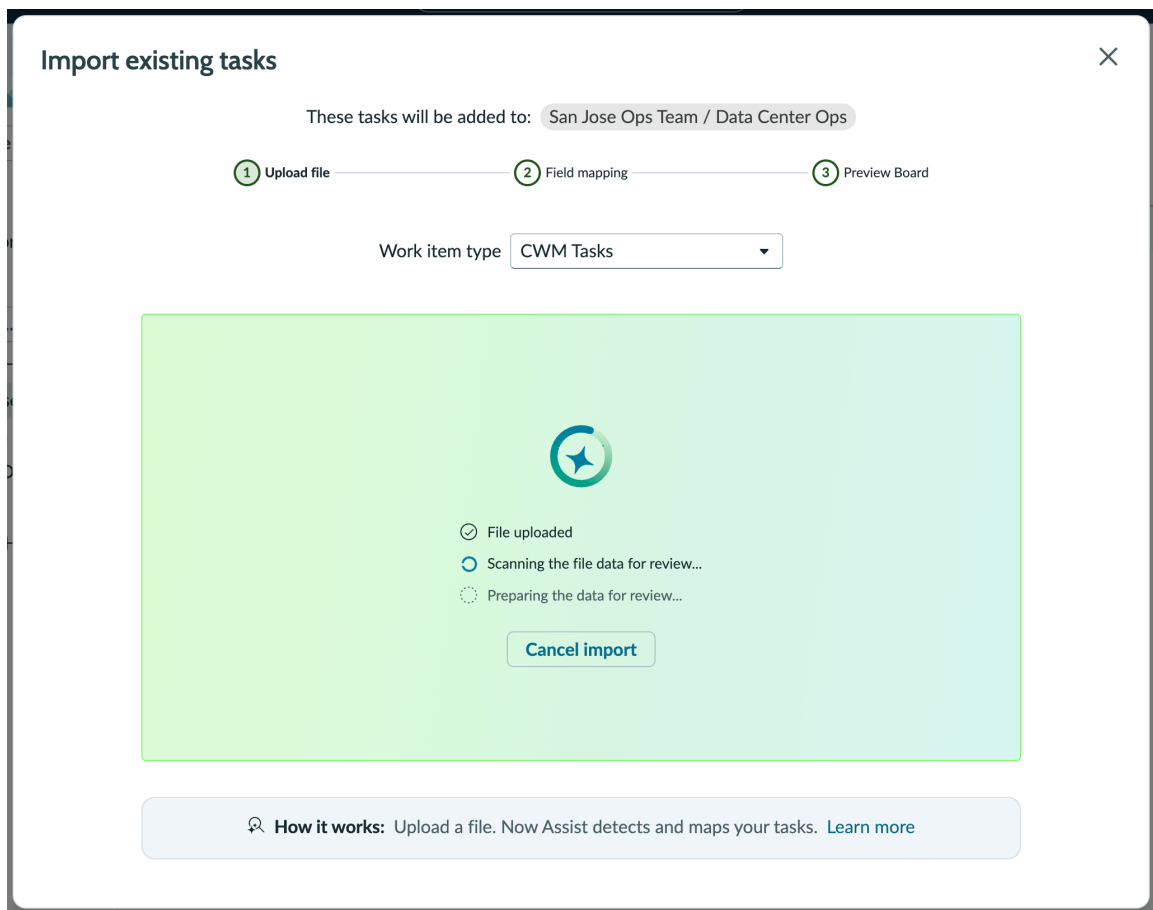 Import existing tasks
These tasks will be added to: San Jose Ops Team / Data Center Ops
1 Upload file 2 Field mapping 3 Preview Board
Work item type CWM Tasks
File uploaded
Scanning the file data for review...
Preparing the data for review...
Cancel import
How it works: Upload a file. Now Assist detects and maps your tasks. Learn more